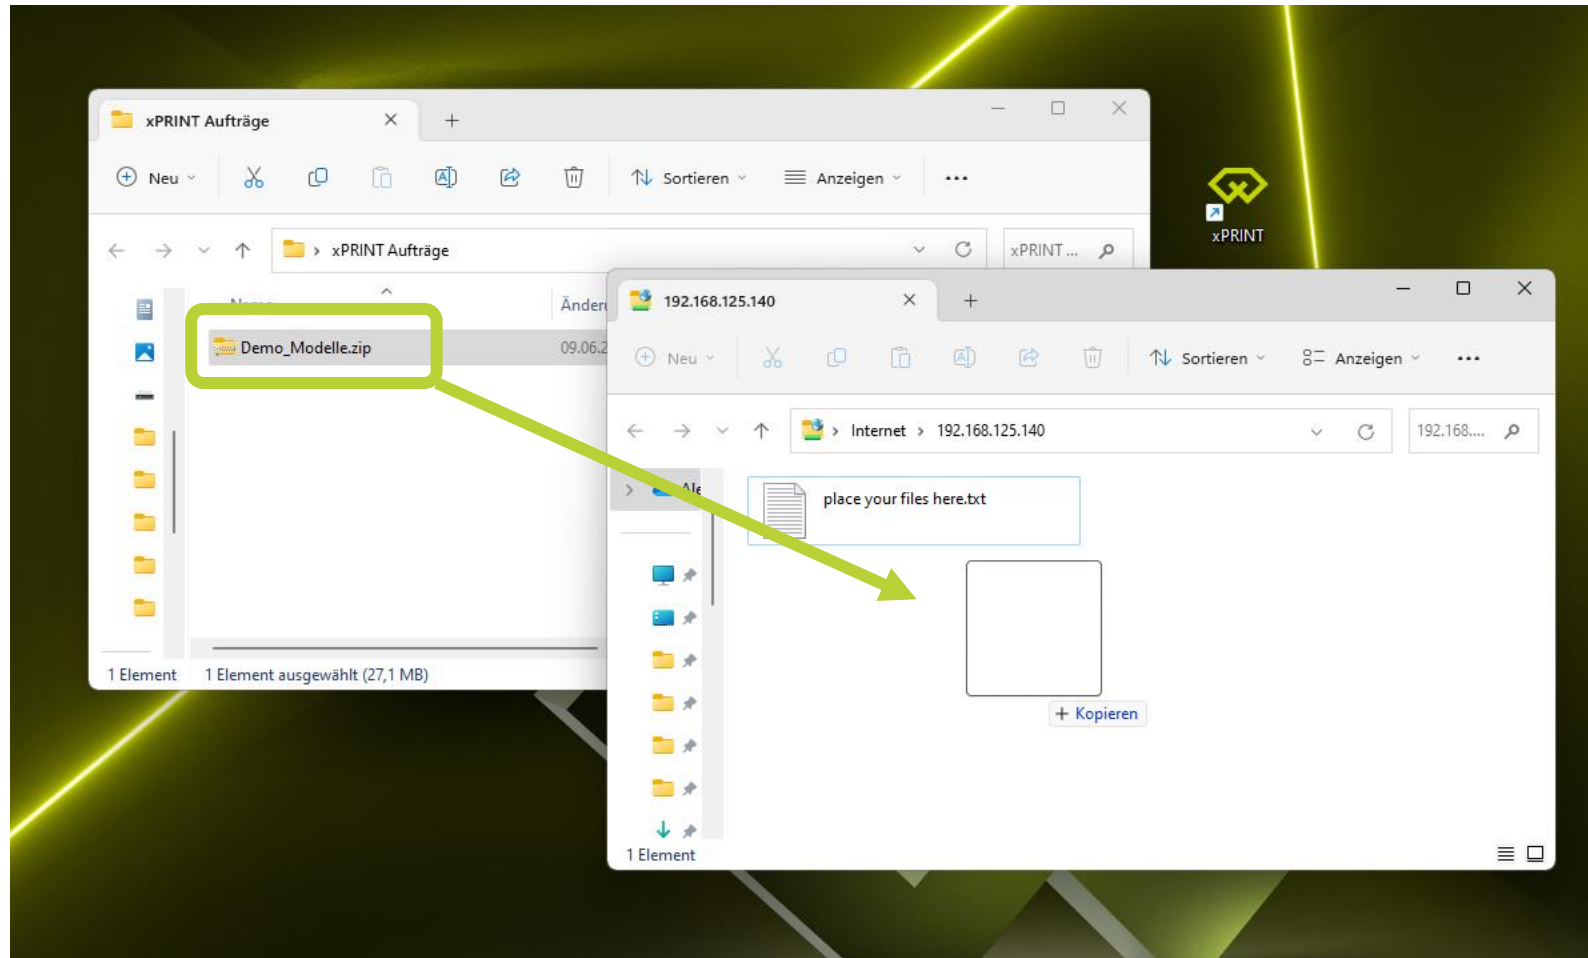 xPRINT Aufträge
Neu
Sortieren
Anzeigen
xPRINT Aufträge
xPRINT ...
Demo_Modelle.zip
09.06.2
1 Element
1 Element ausgewählt (27,1 MB)
xPRINT
192.168.125.140
Neu
Sortieren
Anzeigen
Internet
192.168.125.140
192.168....
place your files here.txt
+ Kopieren
1 Element